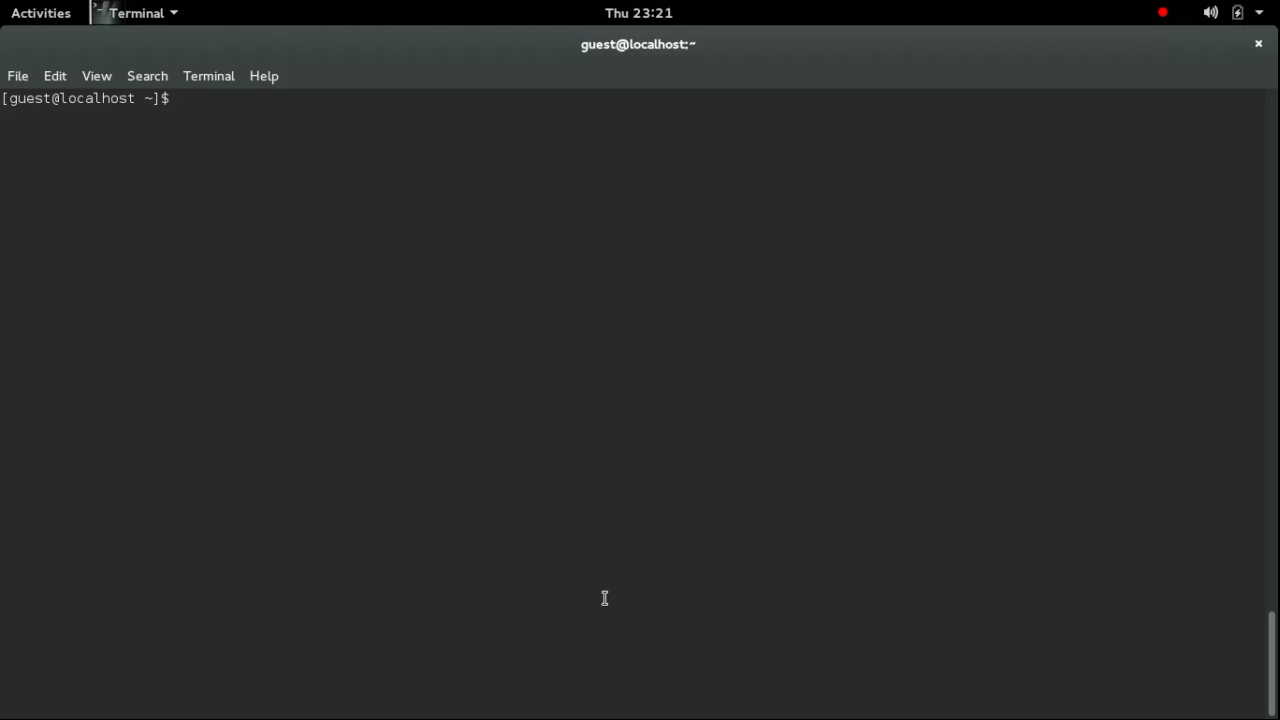 Activities Terminal Thu 23:21
guest@localhost:~
File Edit View Search Terminal Help
[guest@localhost ~]$